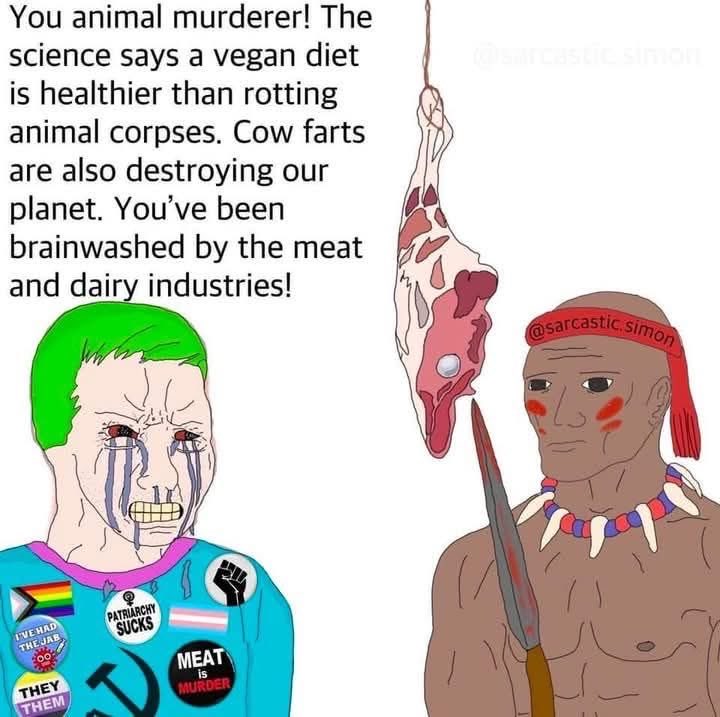 You animal murderer! The
science says a vegan diet
is healthier than rotting
animal corpses. Cow farts
are also destroying our
planet. You've been
brainwashed by the meat
and dairy industries!
@sarcastic.simon
@sarcastic.simon
PATRIARCHY
SUCKS
I'VE HAD
THE JAB
MEAT
is
MURDER
THEY
THEM